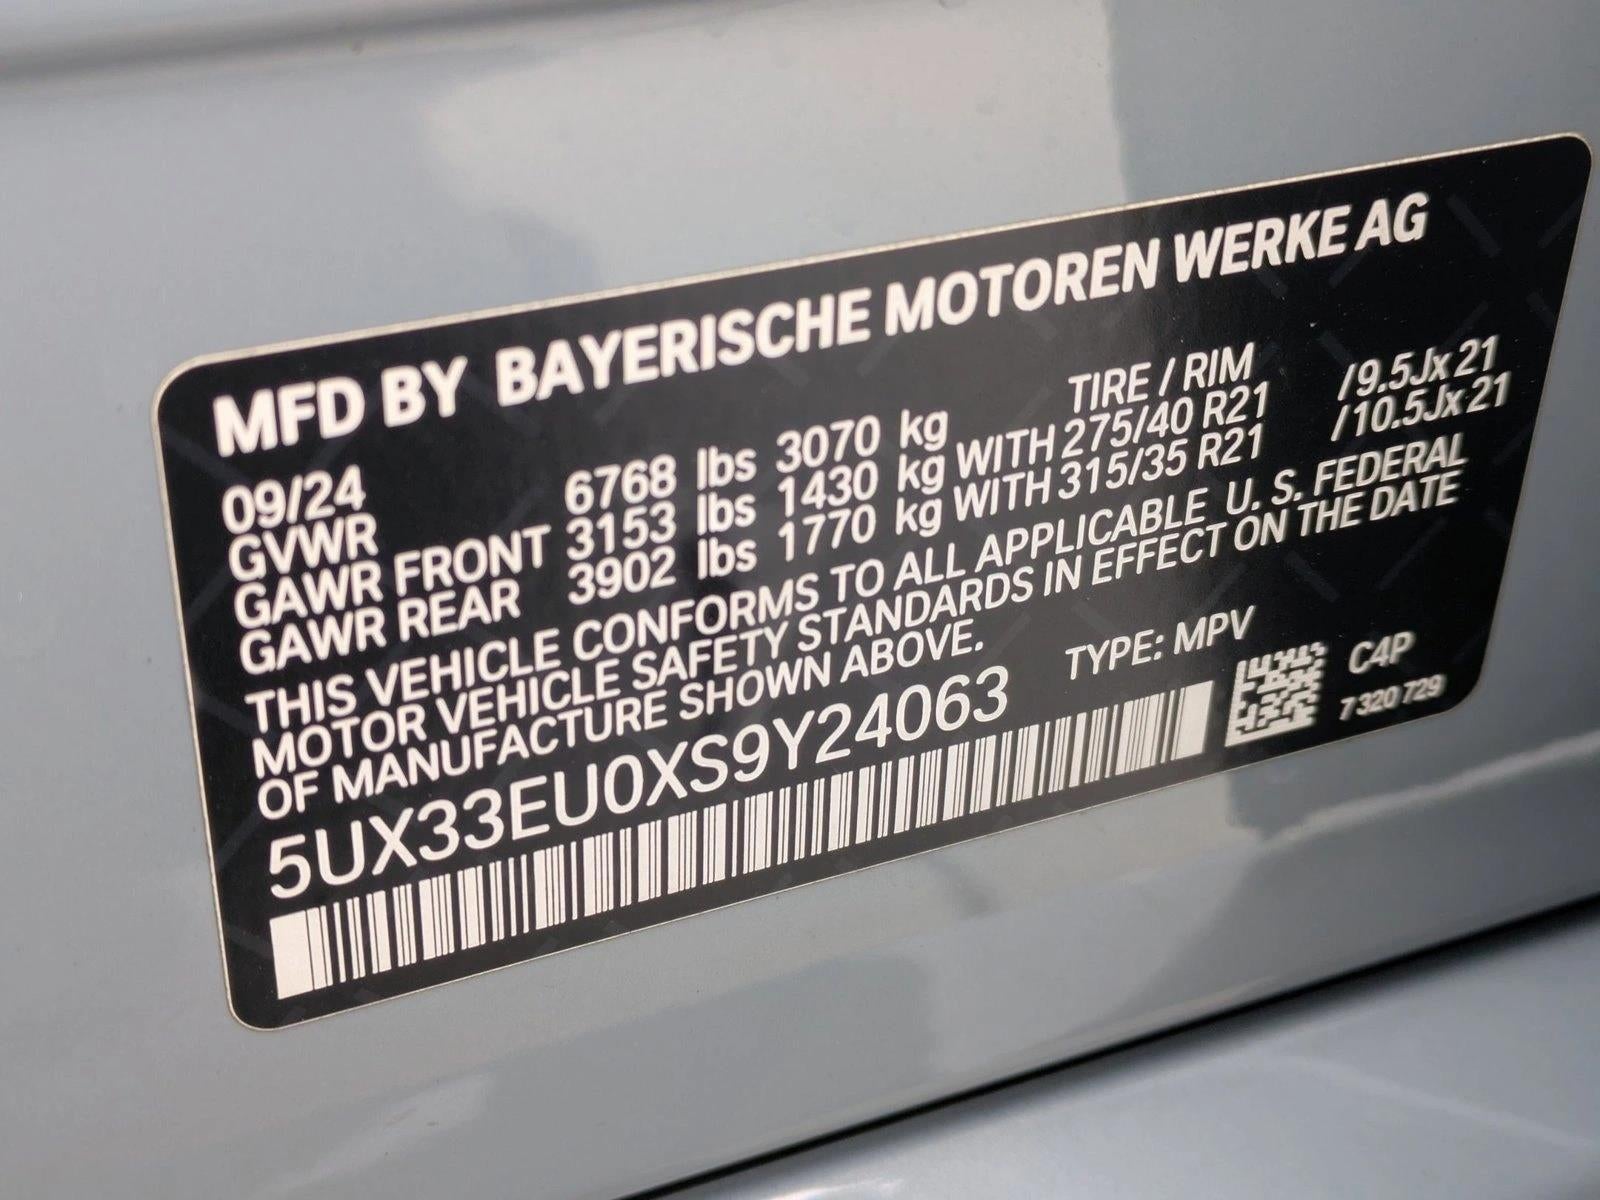 MFD BY BAYERISCHE MOTOREN WERKE AG
09/24 TIRE / RIM
GVWR 6768 lbs 3070 kg
GAWR FRONT 3153 lbs 1430 kg WITH 275/40 R21 /9.5Jx21
GAWR REAR 3902 lbs 1770 kg WITH 315/35 R21 /10.5Jx21
THIS VEHICLE CONFORMS TO ALL APPLICABLE U. S. FEDERAL
MOTOR VEHICLE SAFETY STANDARDS IN EFFECT ON THE DATE
OF MANUFACTURE SHOWN ABOVE.
5UX33EU0XS9Y24063 TYPE: MPV C4P
7 320 729